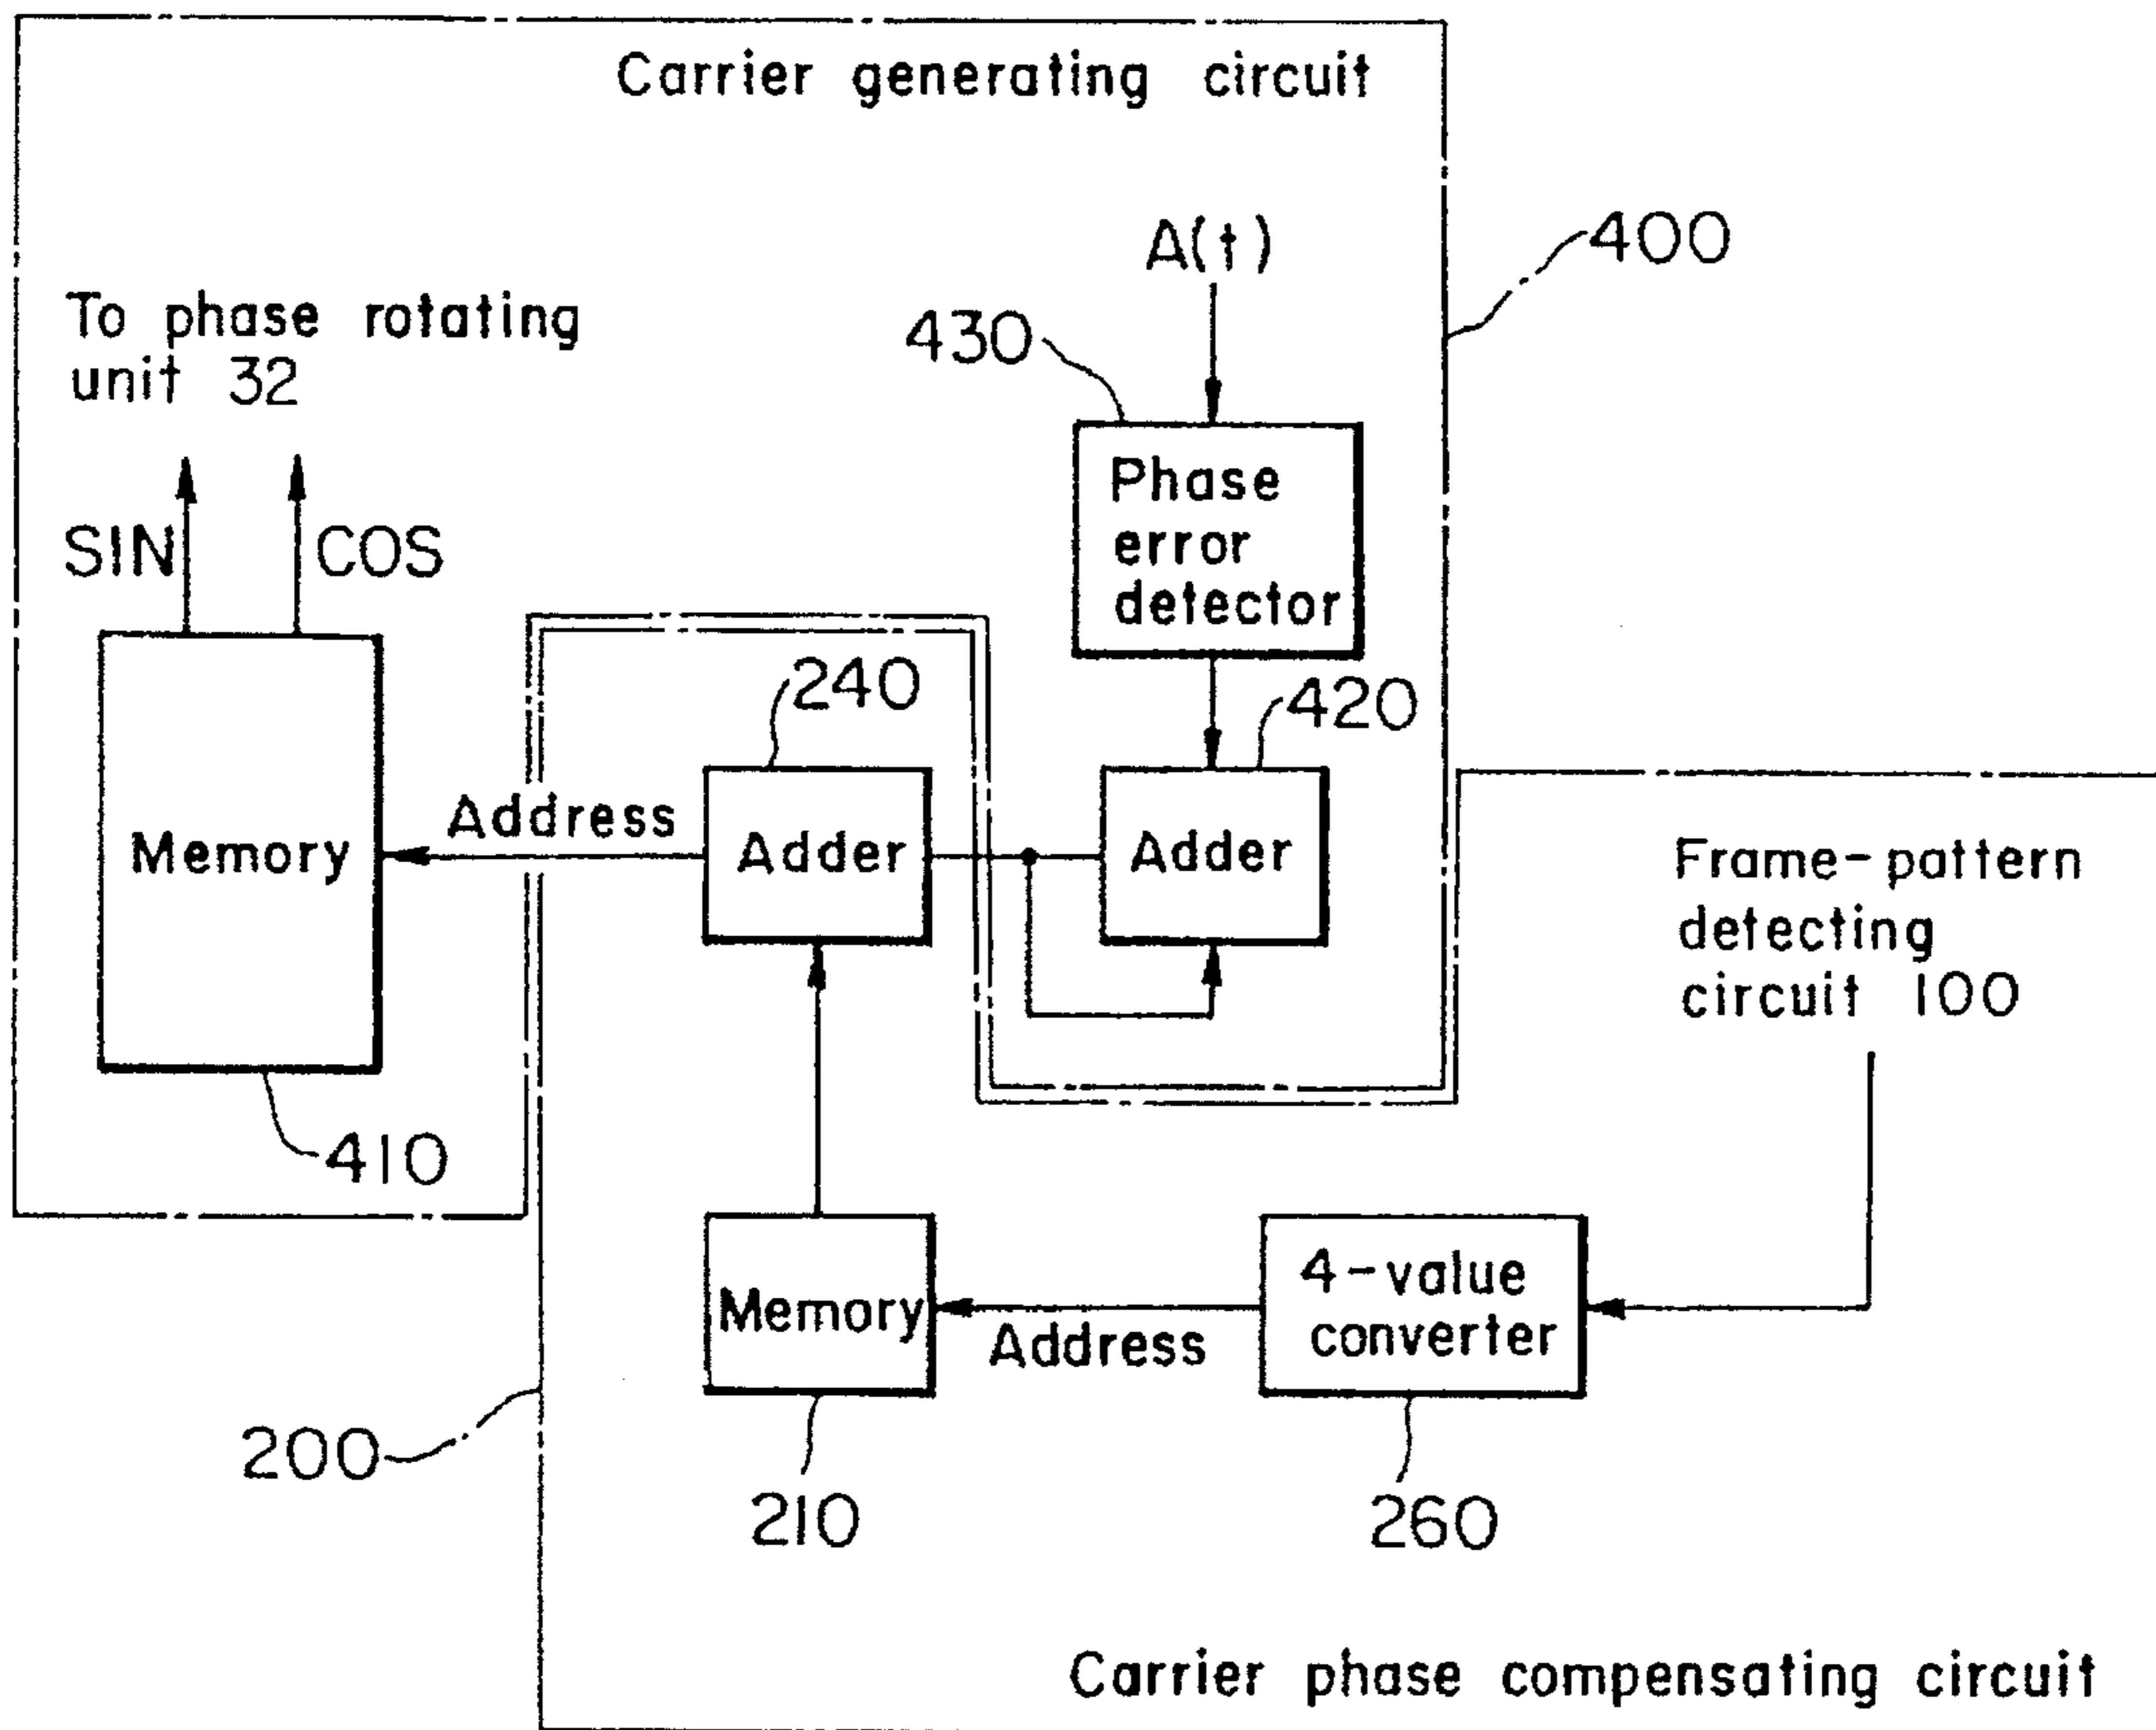 Carrier generating circuit
A(t)
400
To phase rotating
unit 32
430
SIN
COS
Phase
error
detector
240
420
Address
Memory
Adder
Adder
Frame-pattern
detecting
circuit 100
410
Memory
Address
4-value
converter
200
210
260
Carrier phase compensating circuit